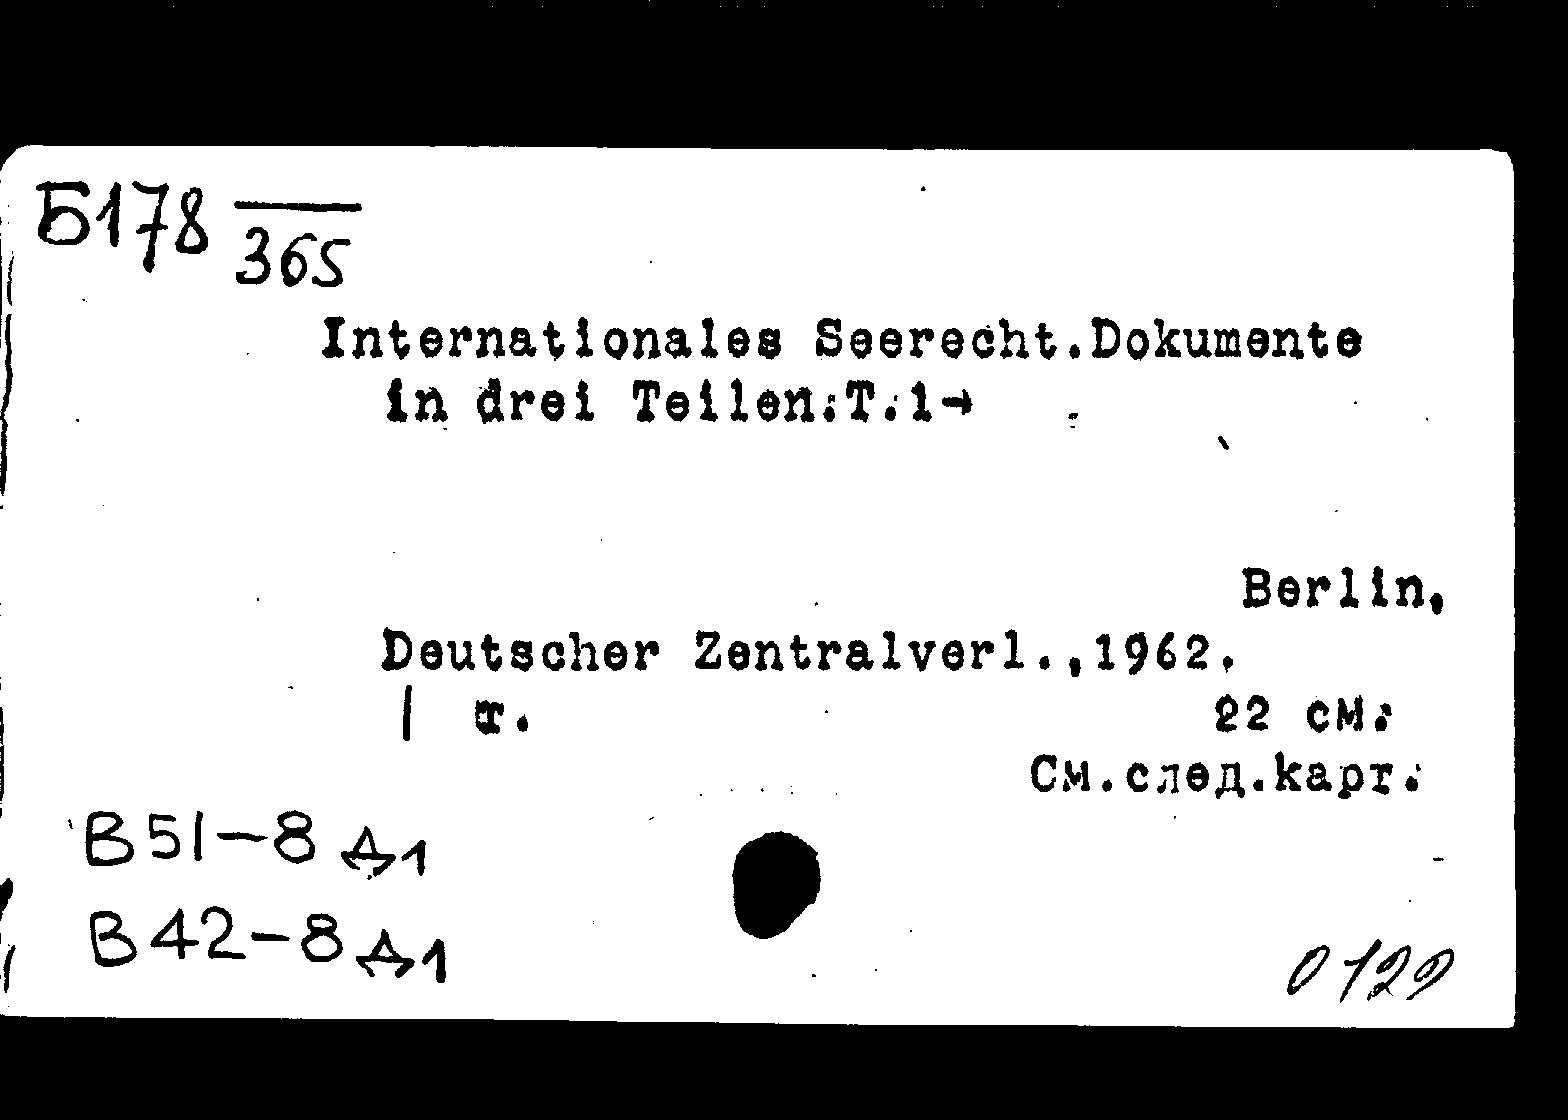 Б178 365
Internationales Seerecht.Dokumente
in drei Teilen.T.1→
Berlin,
Deutscher Zentralverl.,1962.
1 т.
22 см.
См.след.карт.
В51-8 Д1
В42-8 Д1